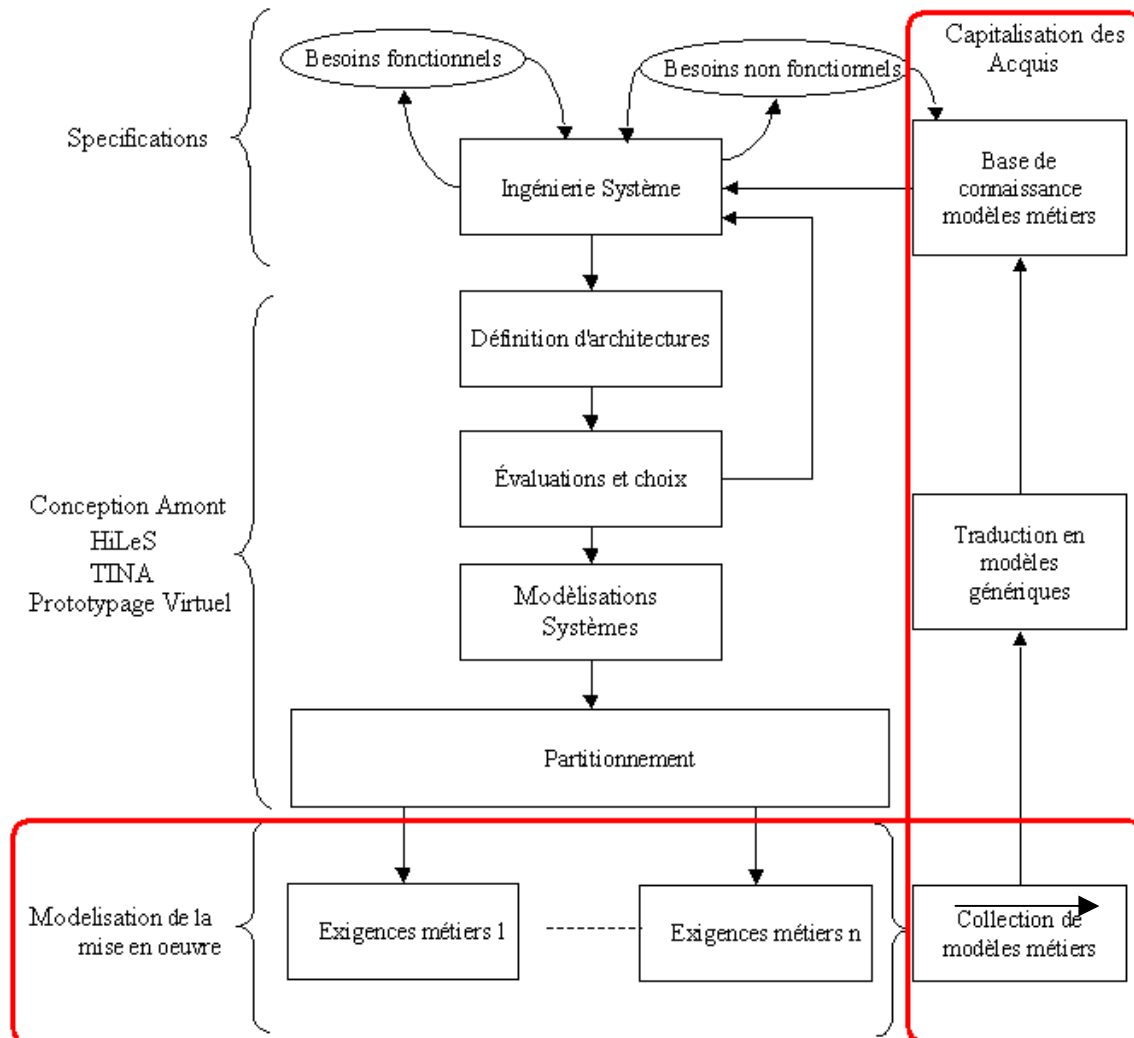 Besoins fonctionnels
Besoins non fonctionnels
Capitalisation des
Acquis
Specifications
Ingénierie Système
Base de
connaissance
modèles métiers
Définition d'architectures
Évaluations et choix
Conception Amont
HiLeS
TINA
Prototypage Virtuel
Traduction en
modèles
génériques
Modèlisations
Systèmes
Partitionnement
Modelisation de la
mise en oeuvre
Exigences métiers 1
Exigences métiers n
Collection de
modèles métiers